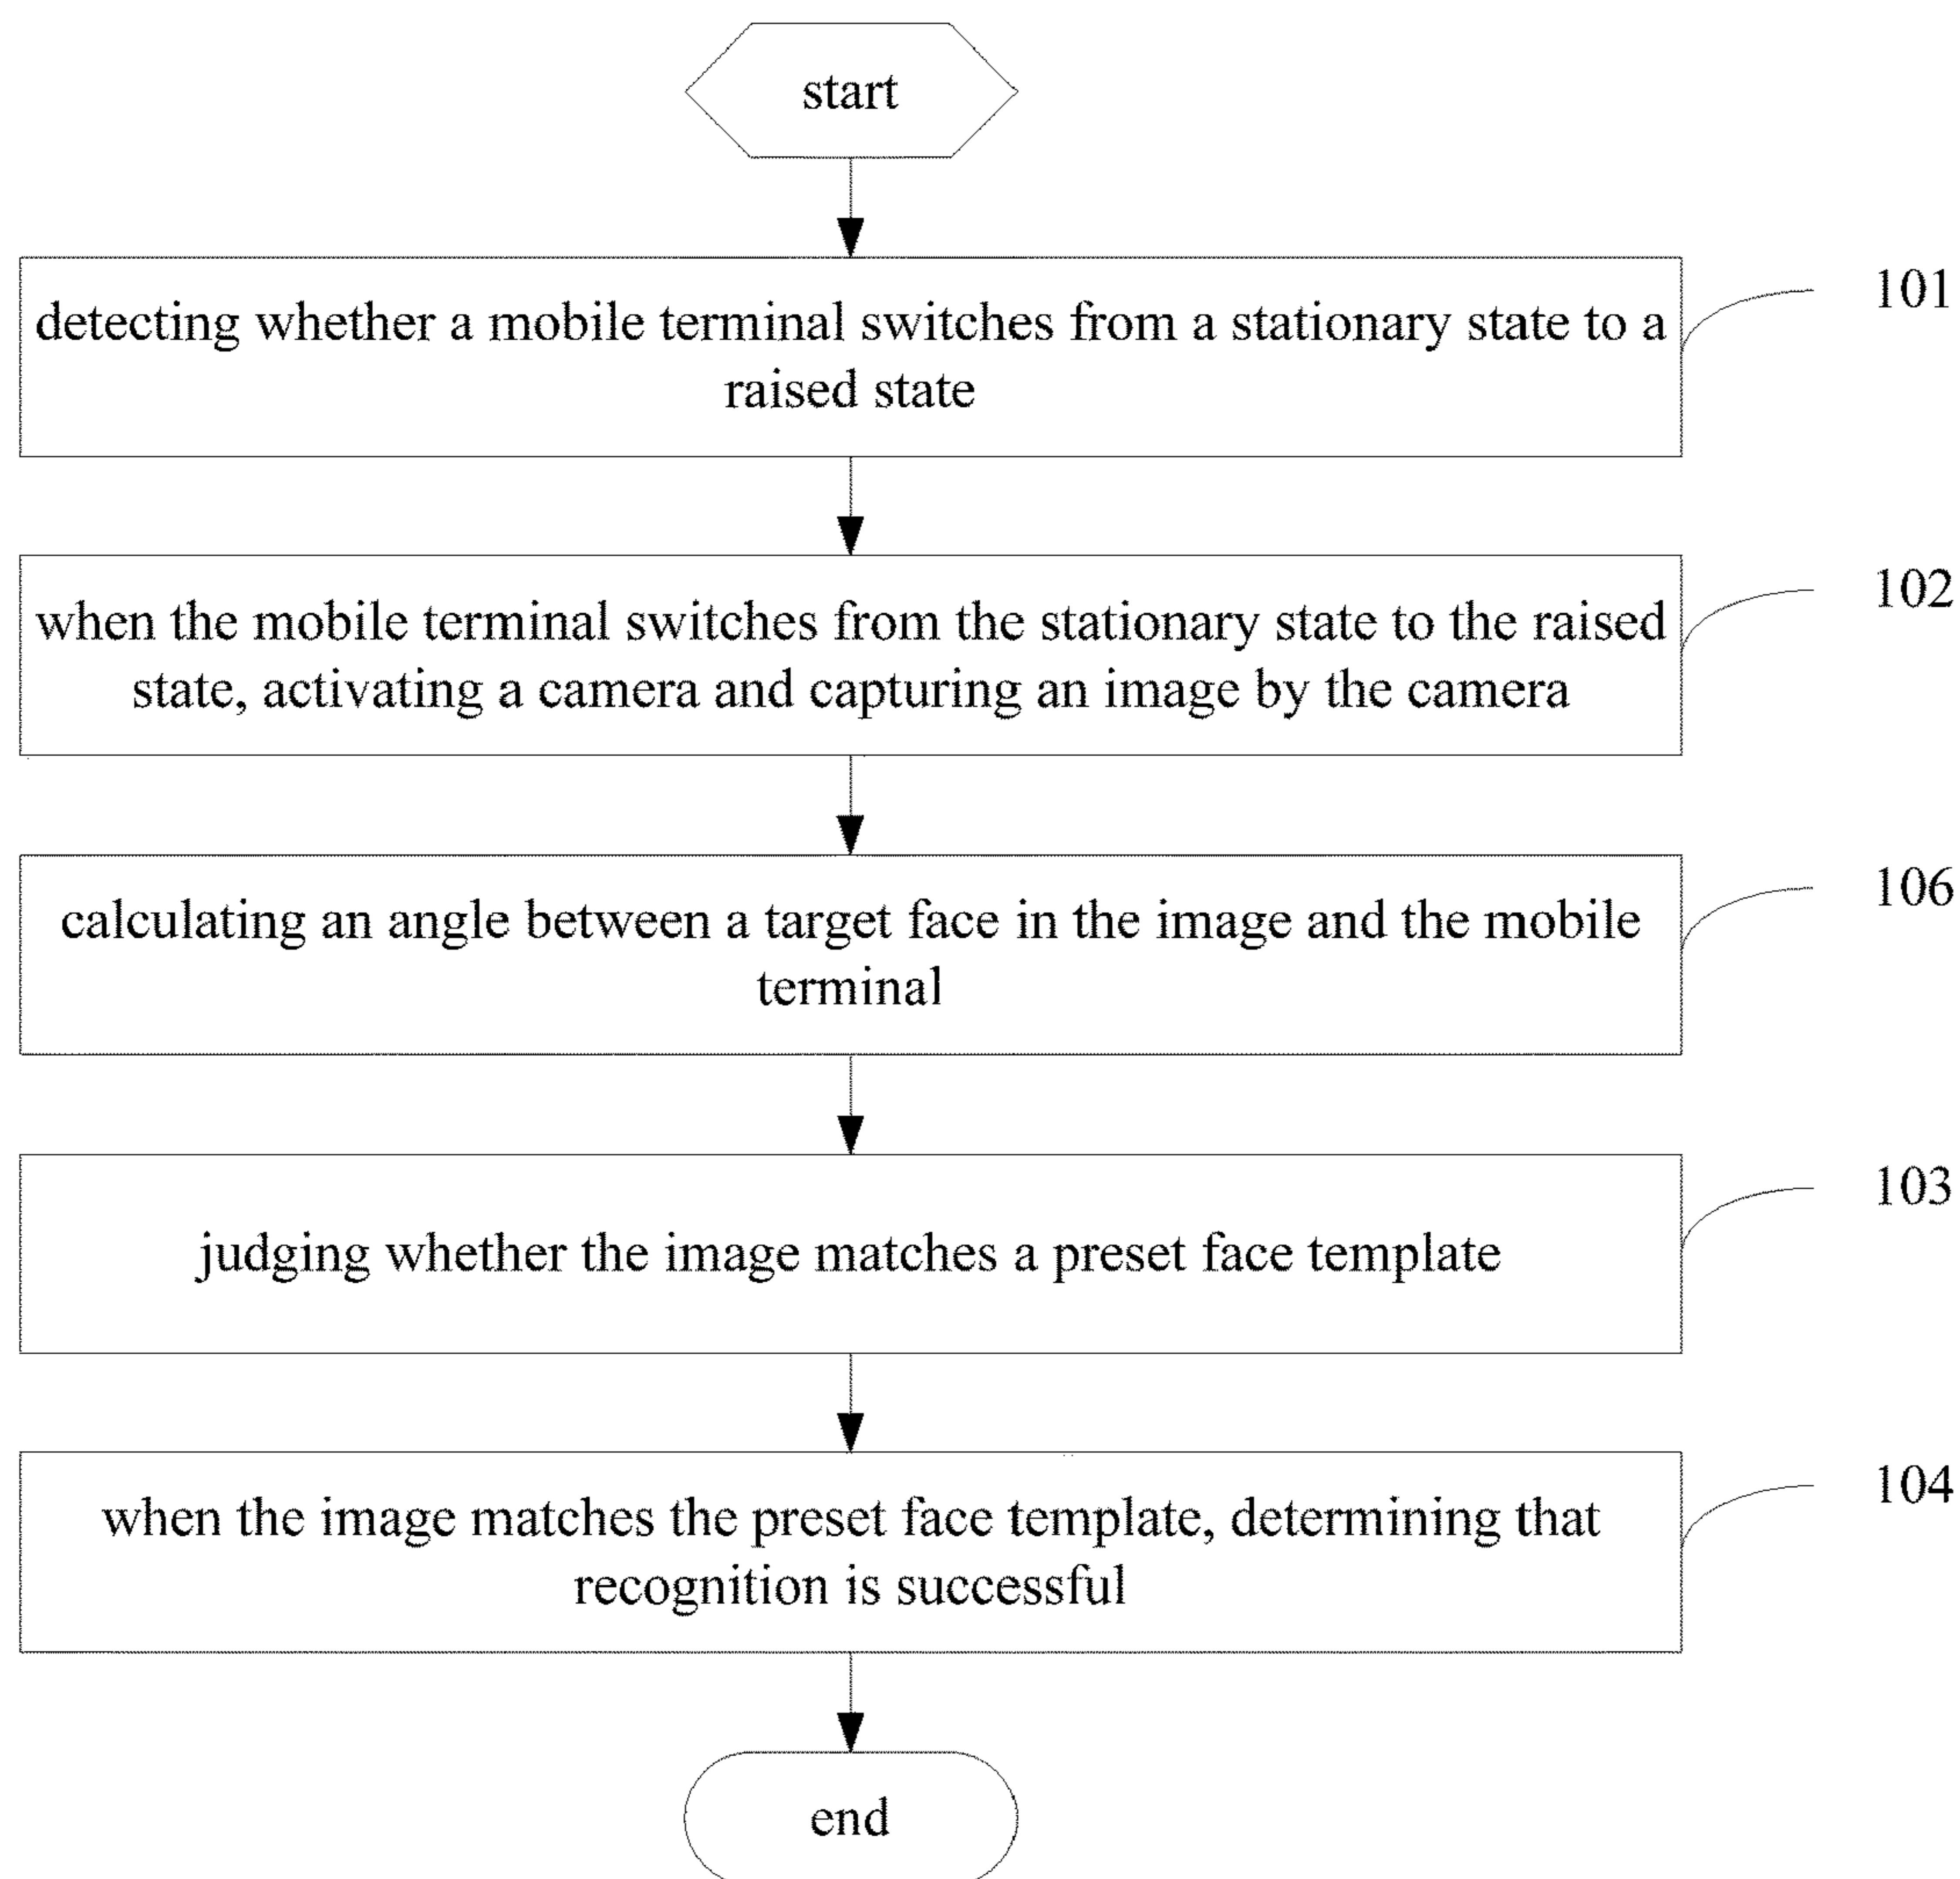 start
101
detecting whether a mobile terminal switches from a stationary state to a
raised state
102
when the mobile terminal switches from the stationary state to the raised
state, activating a camera and capturing an image by the camera
106
calculating an angle between a target face in the image and the mobile
terminal
103
judging whether the image matches a preset face template
104
when the image matches the preset face template, determining that
recognition is successful
end